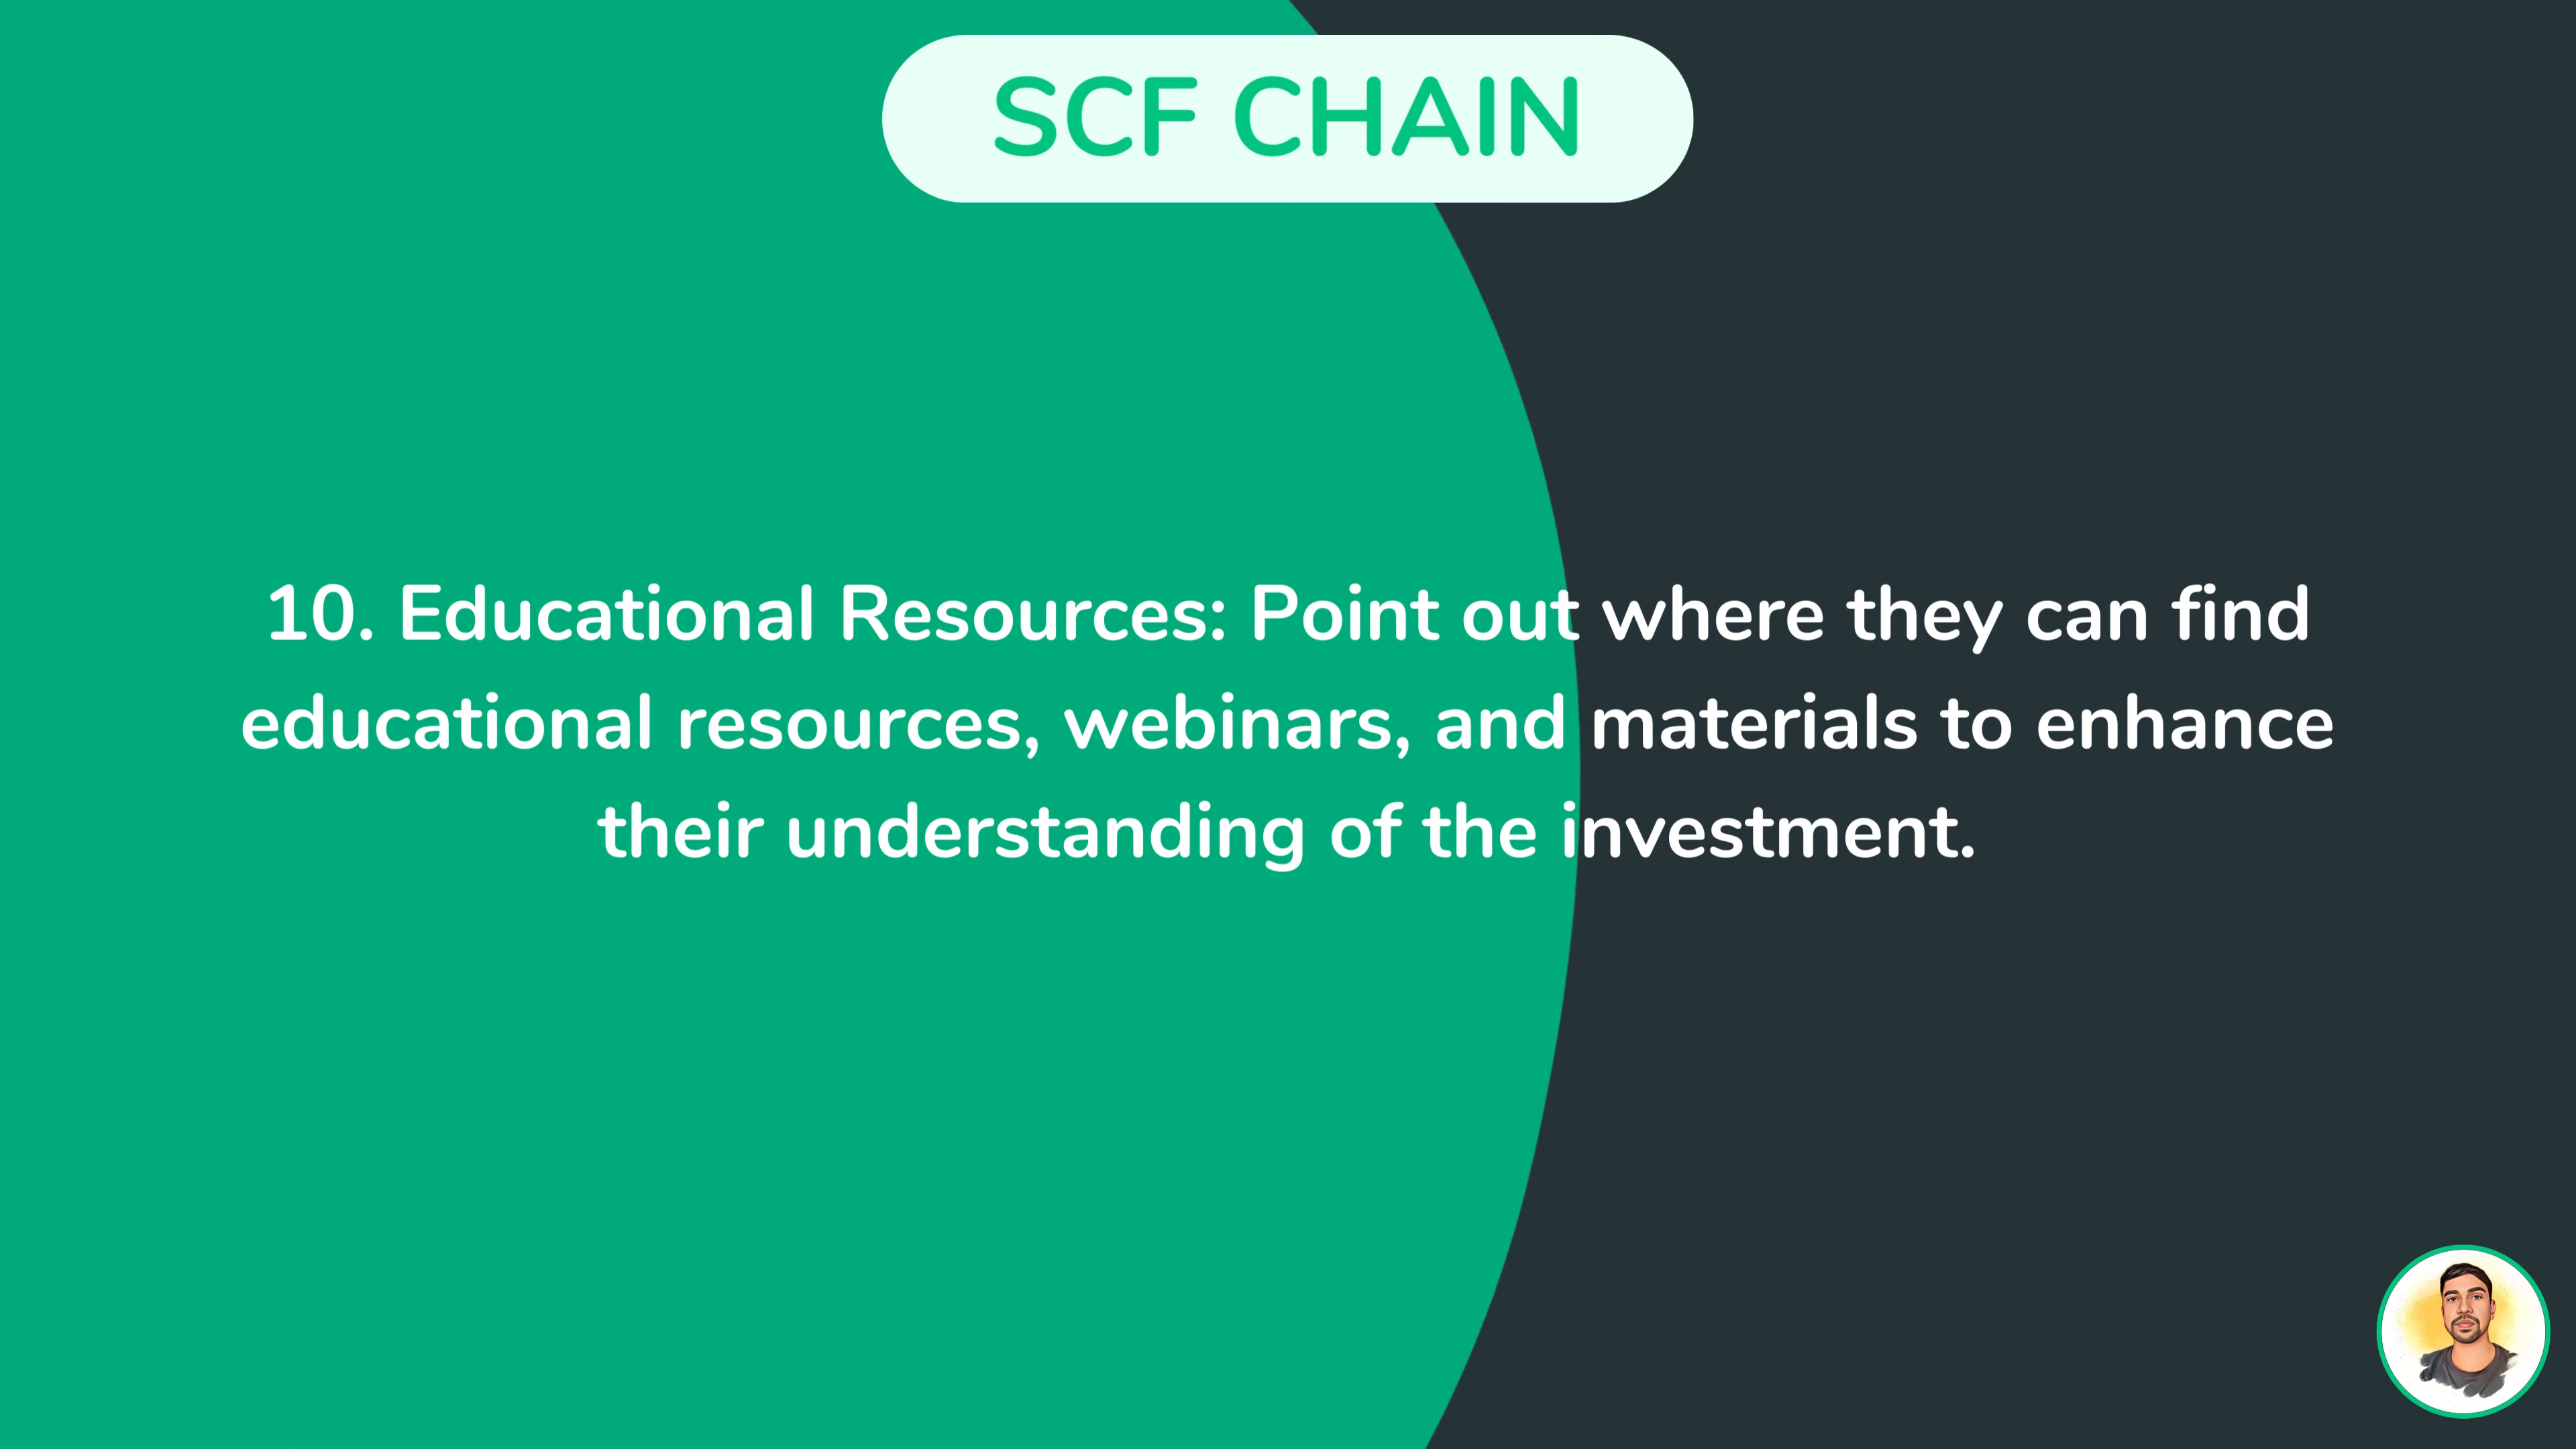 SCF CHAIN
10. Educational Resources: Point out where they can find
educational resources, webinars, and materials to enhance
their understanding of the investment.